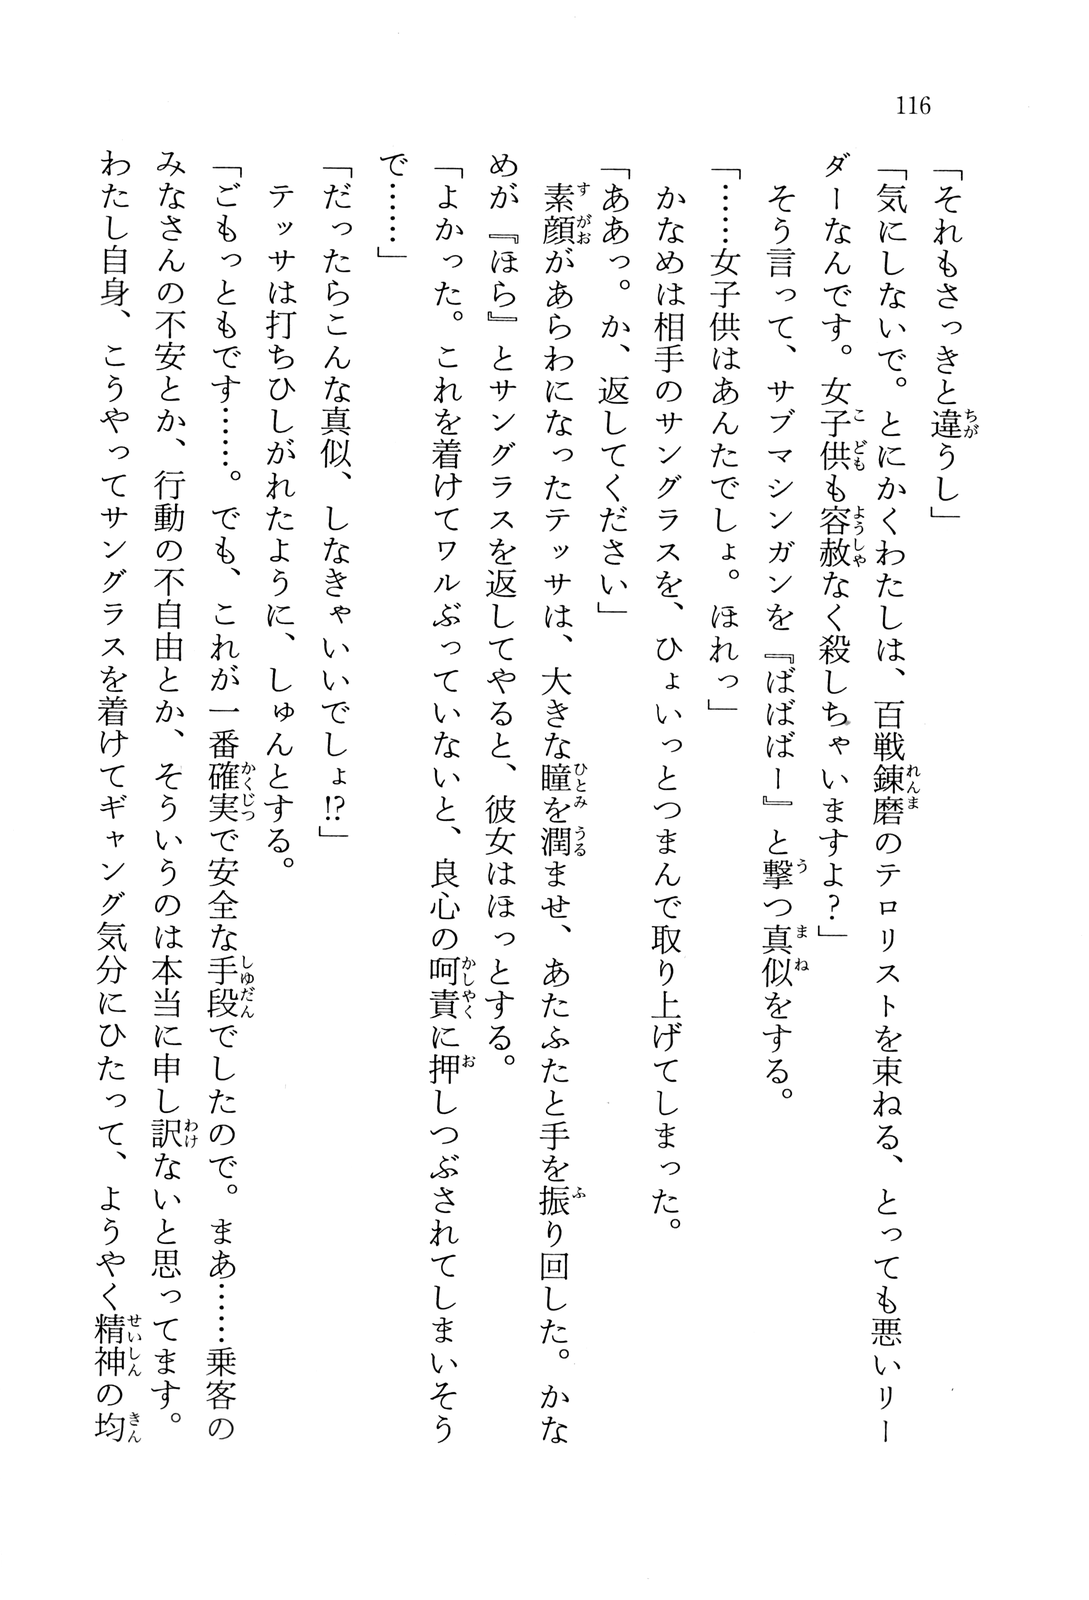 116
「それもさっきと違うし」
「気にしないで。とにかくわたしは、百戦錬磨のテロリストを束ねる、とっても悪いリー
ダーなんです。女子供も容赦なく殺しちゃいますよ?」
そう言って、サブマシンガンを『ばばばー』と撃つ真似をする。
「……女子供はあんたでしょ。ほれっ」
かなめは相手のサングラスを、ひょいっとつまんで取り上げてしまった。
「ああっ。か、返してください」
素顔があらわになったテッサは、大きな瞳を潤ませ、あたふたと手を振り回した。かな
めが『ほら』とサングラスを返してやると、彼女はほっとする。
「よかった。これを着けてワルぶっていないと、良心の呵責に押しつぶされてしまいそう
で……」
「だったらこんな真似、しなきゃいいでしょ!?」
テッサは打ちひしがれたように、しゅんとする。
「ごもっともです……。でも、これが一番確実で安全な手段でしたので。まあ……乗客の
みなさんの不安とか、行動の不自由とか、そういうのは本当に申し訳ないと思ってます。
わたし自身、こうやってサングラスを着けてギャング気分にひたって、ようやく精神の均